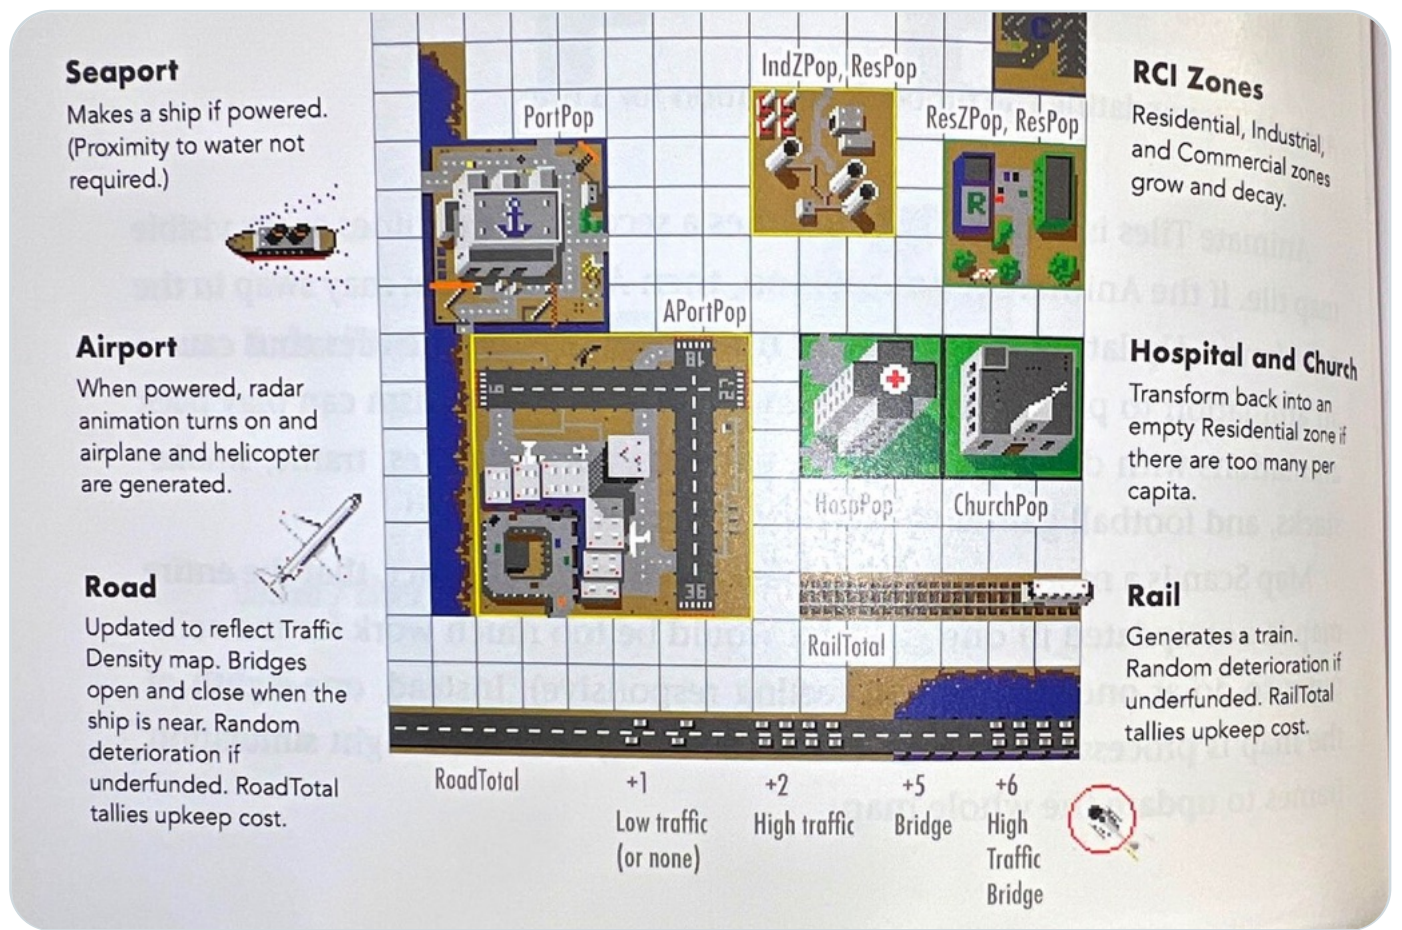 Seaport
Makes a ship if powered.
(Proximity to water not
required.)
Airport
When powered, radar
animation turns on and
airplane and helicopter
are generated.
Road
Updated to reflect Traffic
Density map. Bridges
open and close when the
ship is near. Random
deterioration if
underfunded. RoadTotal
tallies upkeep cost.
PortPop
IndZPop, ResPop
C
ResZPop, ResPop
R
APortPop
18
9
27
36
HospPop
ChurchPop
RailTotal
RoadTotal
+1
Low traffic
(or none)
+2
High traffic
+5
Bridge
+6
High
Traffic
Bridge
RCI Zones
Residential, Industrial,
and Commercial zones
grow and decay.
Hospital and Church
Transform back into an
empty Residential zone if
there are too many per
capita.
Rail
Generates a train.
Random deterioration if
underfunded. RailTotal
tallies upkeep cost.